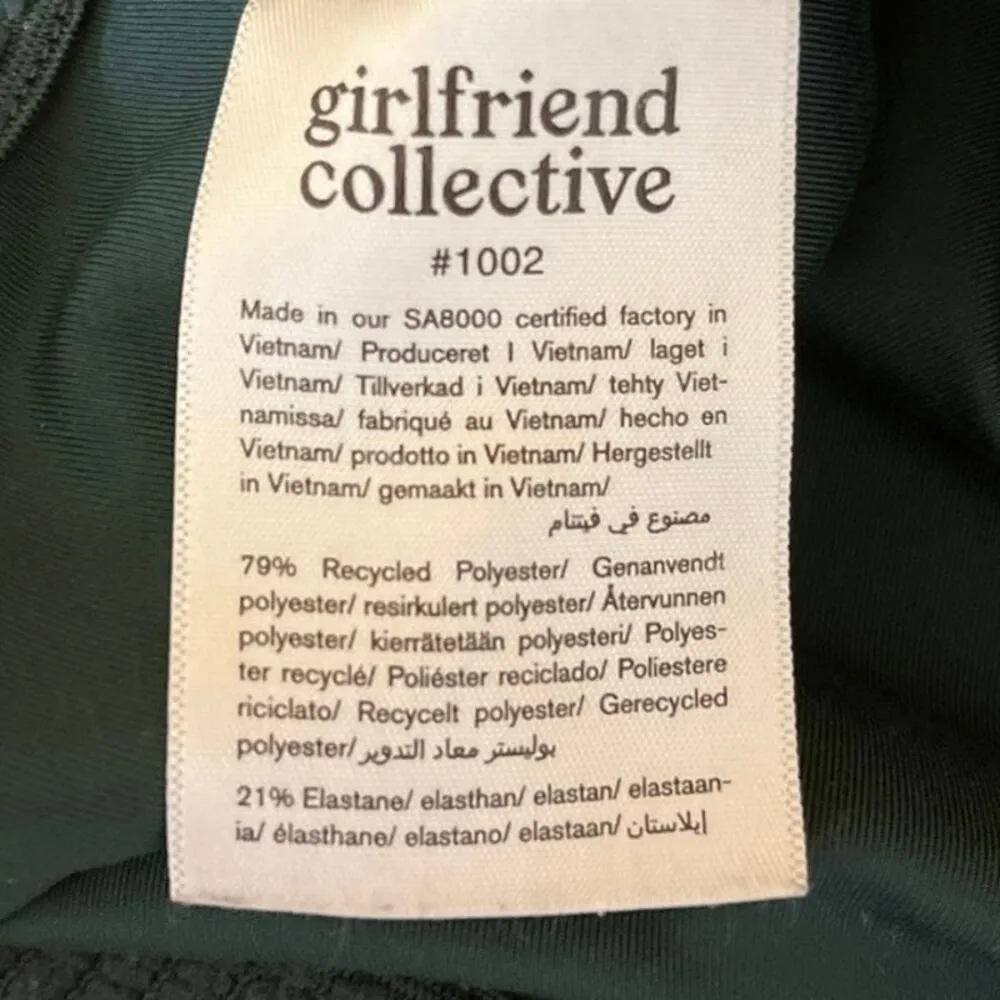 girlfriend
collective
#1002
Made in our SA8000 certified factory in
Vietnam/ Produceret I Vietnam/ laget i
Vietnam/ Tillverkad i Vietnam/ tehty Viet-
namissa/ fabriqué au Vietnam/ hecho en
Vietnam/ prodotto in Vietnam/ Hergestellt
in Vietnam/ gemaakt in Vietnam/
مصنوع في فيتنام
79% Recycled Polyester/ Genanvendt
polyester/ resirkulert polyester/ Återvunnen
polyester/ kierrätetään polyesteri/ Polyes-
ter recyclé/ Poliéster reciclado/ Poliestere
riciclato/ Recycelt polyester/ Gerecycled
polyester/ بوليستر معاد التدوير
21% Elastane/ elasthan/ elastan/ elastaan-
ia/ élasthane/ elastano/ elastaan/ إيلاستان